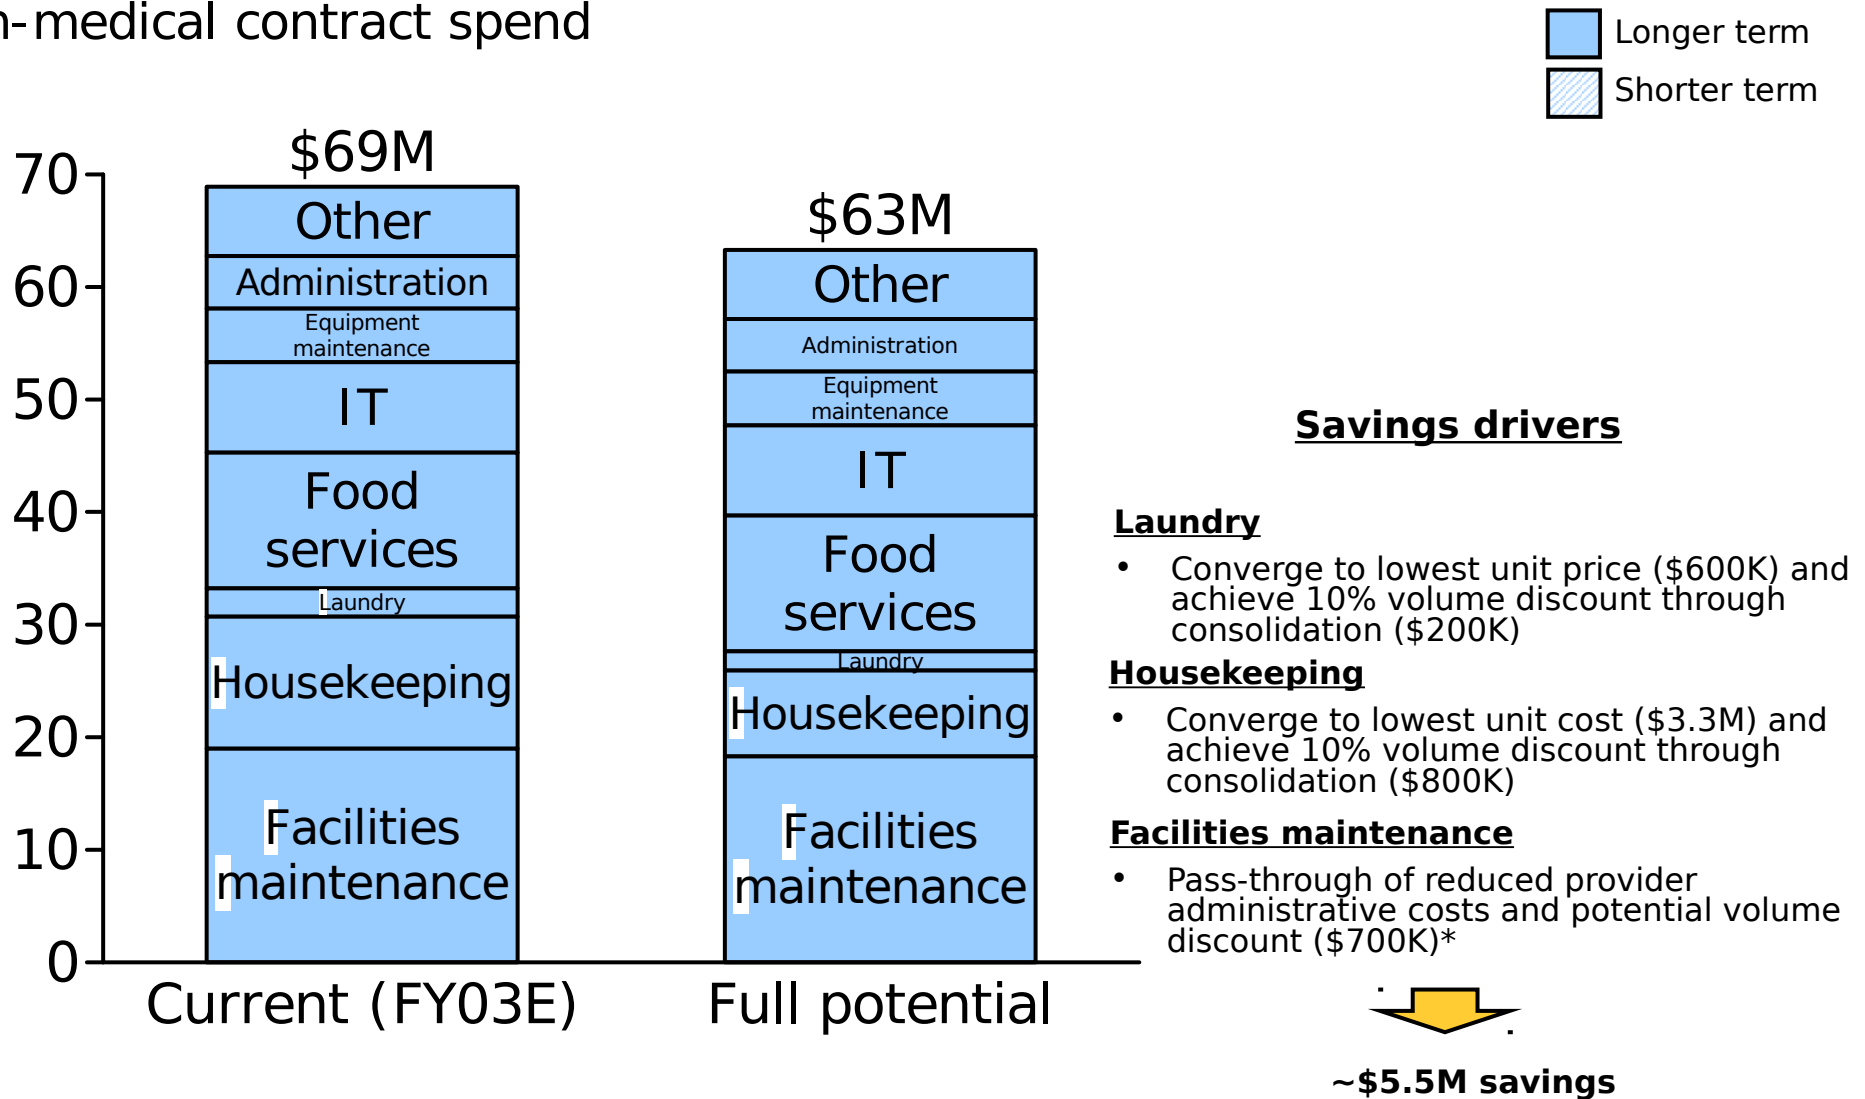 n-medical contract spend
Longer term
Shorter term
70
60
50
40
30
20
10
0
$69M
Other
Administration
Equipment
maintenance
IT
Food
services
Laundry
Housekeeping
Facilities
maintenance
Current (FY03E)
$63M
Other
Administration
Equipment
maintenance
IT
Food
services
Laundry
Housekeeping
Facilities
maintenance
Full potential
Savings drivers
Laundry
• Converge to lowest unit price ($600K) and
achieve 10% volume discount through
consolidation ($200K)
Housekeeping
• Converge to lowest unit cost ($3.3M) and
achieve 10% volume discount through
consolidation ($800K)
Facilities maintenance
• Pass-through of reduced provider
administrative costs and potential volume
discount ($700K)*
~$5.5M savings